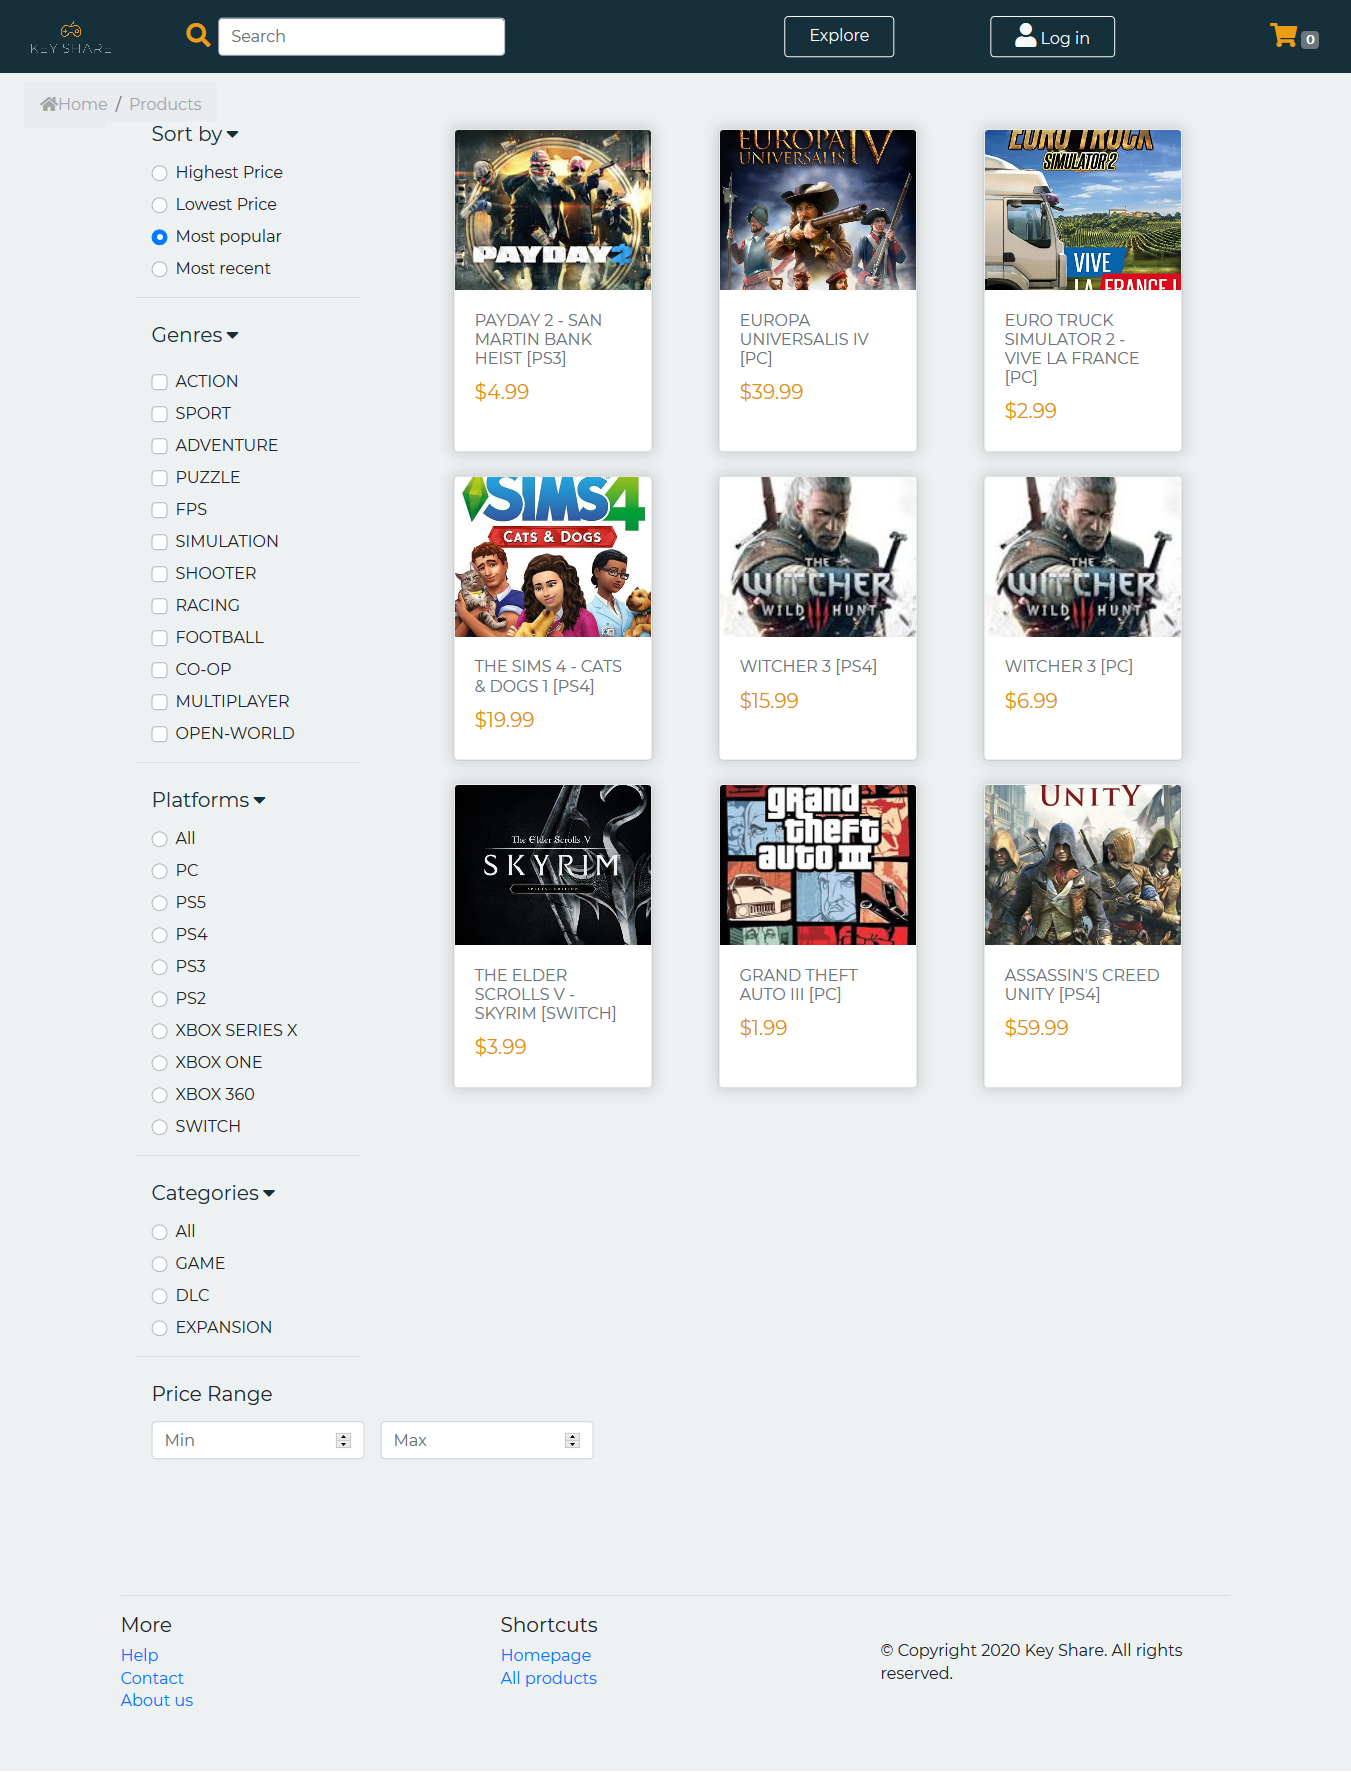 KEY SHARE
Search
Explore
Log in
0
Home / Products
Sort by
Highest Price
Lowest Price
Most popular
Most recent
Genres
ACTION
SPORT
ADVENTURE
PUZZLE
FPS
SIMULATION
SHOOTER
RACING
FOOTBALL
CO-OP
MULTIPLAYER
OPEN-WORLD
Platforms
All
PC
PS5
PS4
PS3
PS2
XBOX SERIES X
XBOX ONE
XBOX 360
SWITCH
Categories
All
GAME
DLC
EXPANSION
Price Range
Min
Max
PAYDAY 2
PAYDAY 2 - SAN
MARTIN BANK
HEIST [PS3]
$4.99
EUROPA
UNIVERSALIS IV
EUROPA
UNIVERSALIS IV
[PC]
$39.99
EURO TRUCK
SIMULATOR 2
VIVE
LA FRANCE !
EURO TRUCK
SIMULATOR 2 -
VIVE LA FRANCE
[PC]
$2.99
SIMS 4
CATS & DOGS
THE SIMS 4 - CATS
& DOGS 1 [PS4]
$19.99
THE
WITCHER
WILD HUNT
WITCHER 3 [PS4]
$15.99
THE
WITCHER
WILD HUNT
WITCHER 3 [PC]
$6.99
The Elder Scrolls V
SKYRIM
SPECIAL EDITION
THE ELDER
SCROLLS V -
SKYRIM [SWITCH]
$3.99
grand
theft
auto III
GRAND THEFT
AUTO III [PC]
$1.99
UNITY
ASSASSIN'S CREED
UNITY [PS4]
$59.99
More
Help
Contact
About us
Shortcuts
Homepage
All products
© Copyright 2020 Key Share. All rights
reserved.